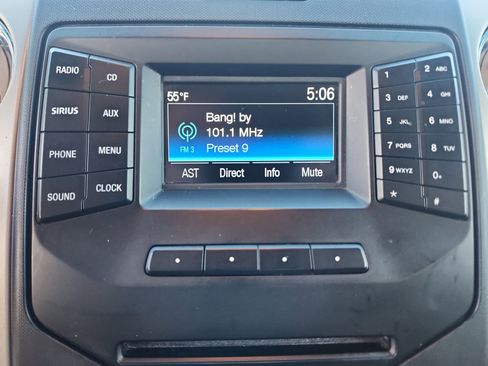 RADIO
CD
SIRIUS
AUX
PHONE
MENU
SOUND
CLOCK
55°F 5:06
Bang! by
101.1 MHz
FM 3 Preset 9
AST Direct Info Mute
1 2 ABC
3 DEF 4 GHI
5 JKL 6 MNO
7 PQRS 8 TUV
9 WXYZ 0+
* #